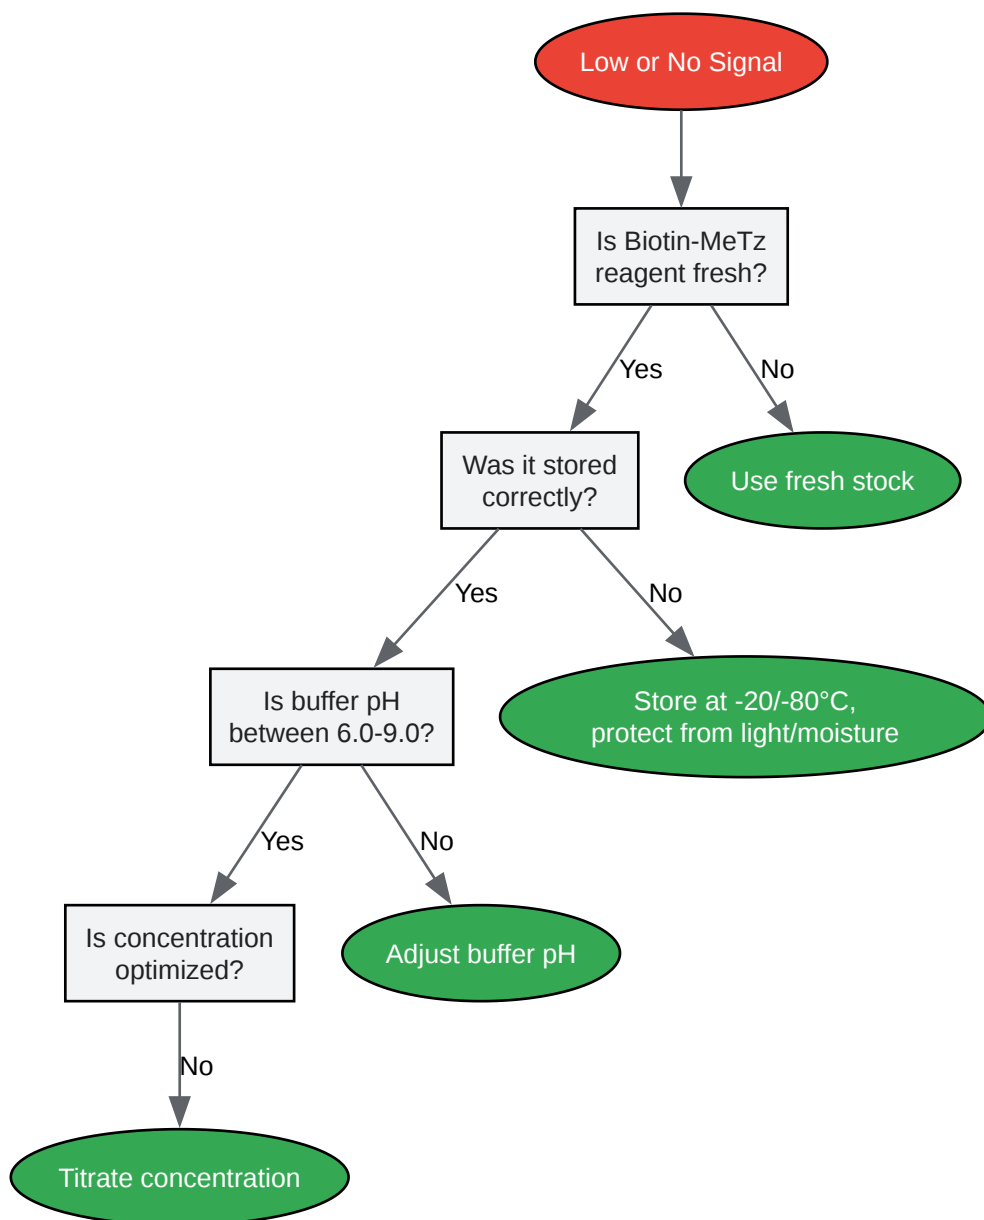 Low or No Signal
Is Biotin-MeTz
reagent fresh?
Yes
No
Was it stored
correctly?
Use fresh stock
Yes
No
Is buffer pH
between 6.0-9.0?
Store at -20/-80°C,
protect from light/moisture
Yes
No
Is concentration
optimized?
Adjust buffer pH
No
Titrate concentration